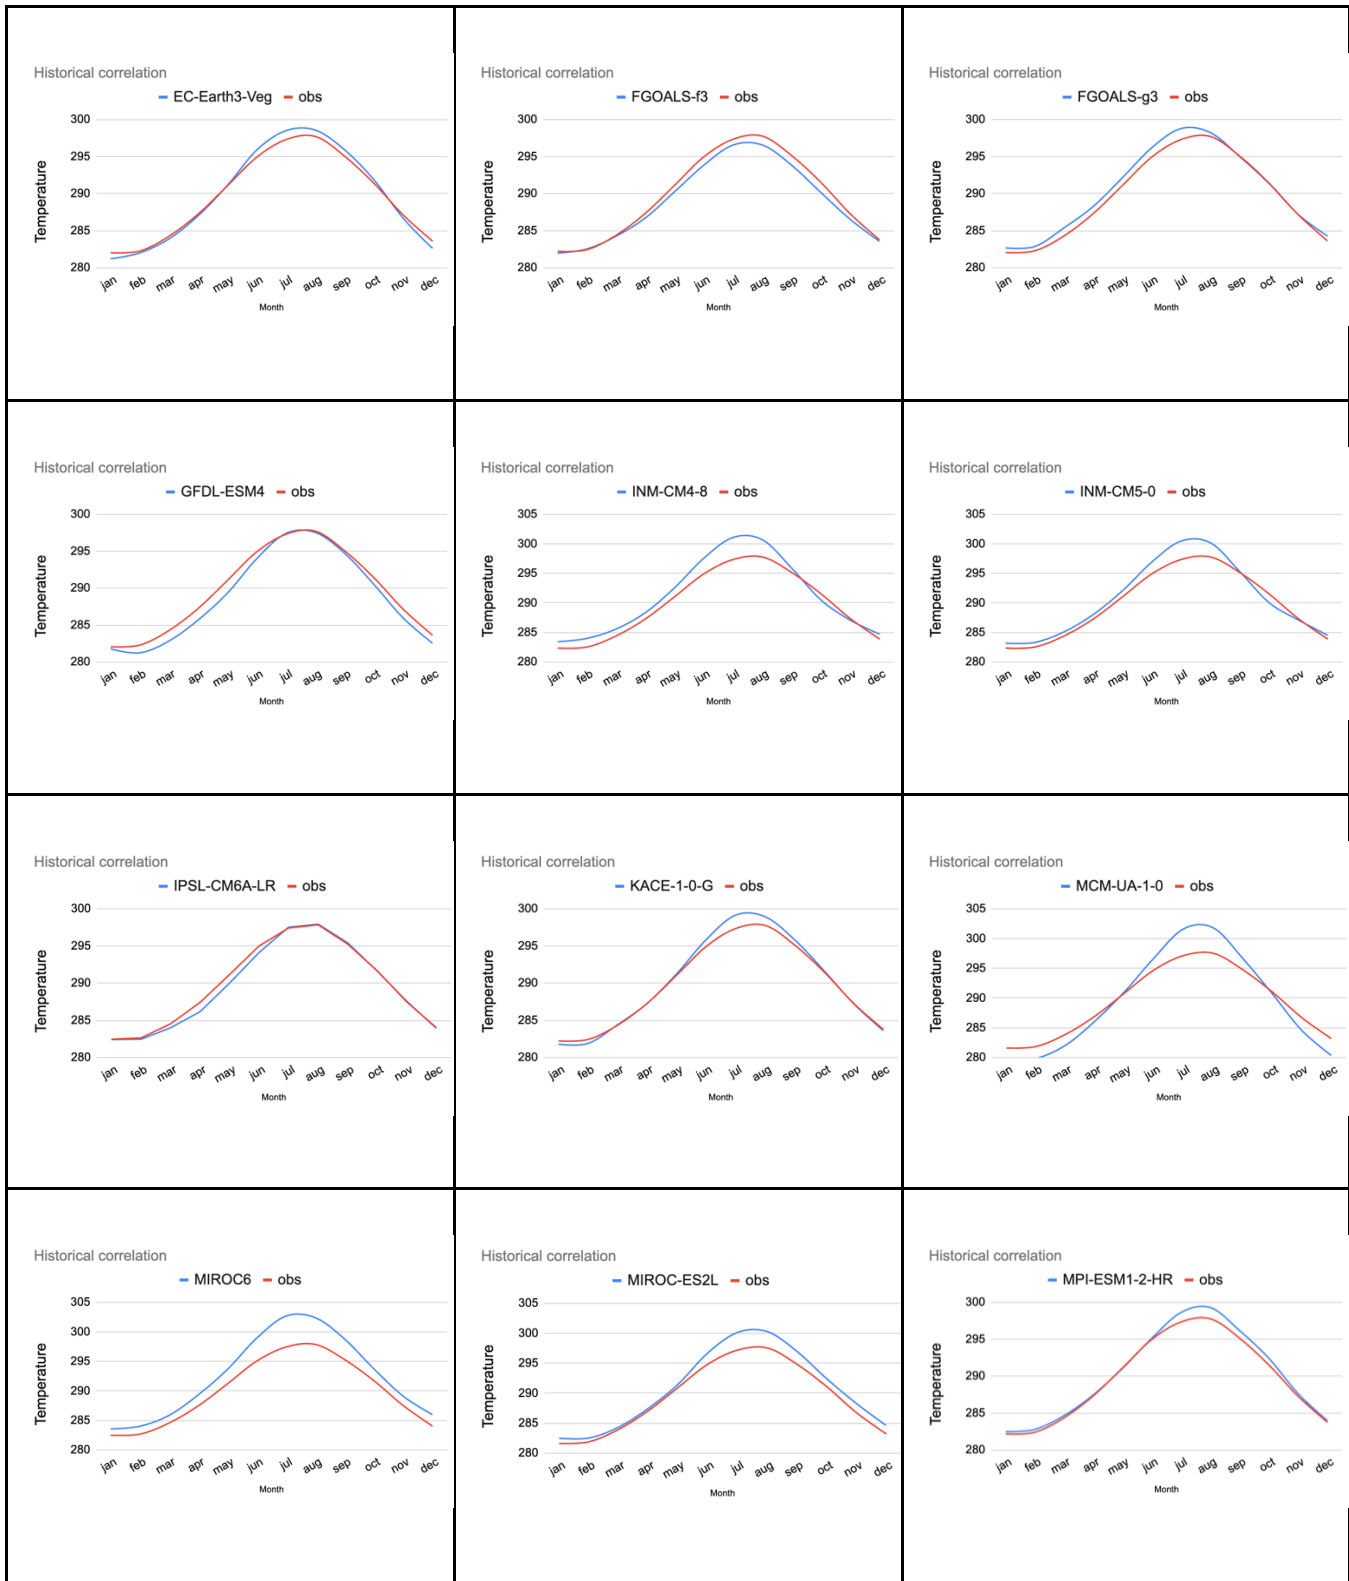 Historical correlation
EC-Earth3-Veg obs
Temperature
300
295
290
285
280
jan feb mar apr may jun jul aug sep oct nov dec
Month
Historical correlation
FGOALS-f3 obs
Temperature
300
295
290
285
280
jan feb mar apr may jun jul aug sep oct nov dec
Month
Historical correlation
FGOALS-g3 obs
Temperature
300
295
290
285
280
jan feb mar apr may jun jul aug sep oct nov dec
Month
Historical correlation
GFDL-ESM4 obs
Temperature
300
295
290
285
280
jan feb mar apr may jun jul aug sep oct nov dec
Month
Historical correlation
INM-CM4-8 obs
Temperature
305
300
295
290
285
280
jan feb mar apr may jun jul aug sep oct nov dec
Month
Historical correlation
INM-CM5-0 obs
Temperature
305
300
295
290
285
280
jan feb mar apr may jun jul aug sep oct nov dec
Month
Historical correlation
IPSL-CM6A-LR obs
Temperature
300
295
290
285
280
jan feb mar apr may jun jul aug sep oct nov dec
Month
Historical correlation
KACE-1-0-G obs
Temperature
300
295
290
285
280
jan feb mar apr may jun jul aug sep oct nov dec
Month
Historical correlation
MCM-UA-1-0 obs
Temperature
305
300
295
290
285
280
jan feb mar apr may jun jul aug sep oct nov dec
Month
Historical correlation
MIROC6 obs
Temperature
305
300
295
290
285
280
jan feb mar apr may jun jul aug sep oct nov dec
Month
Historical correlation
MIROC-ES2L obs
Temperature
305
300
295
290
285
280
jan feb mar apr may jun jul aug sep oct nov dec
Month
Historical correlation
MPI-ESM1-2-HR obs
Temperature
300
295
290
285
280
jan feb mar apr may jun jul aug sep oct nov dec
Month